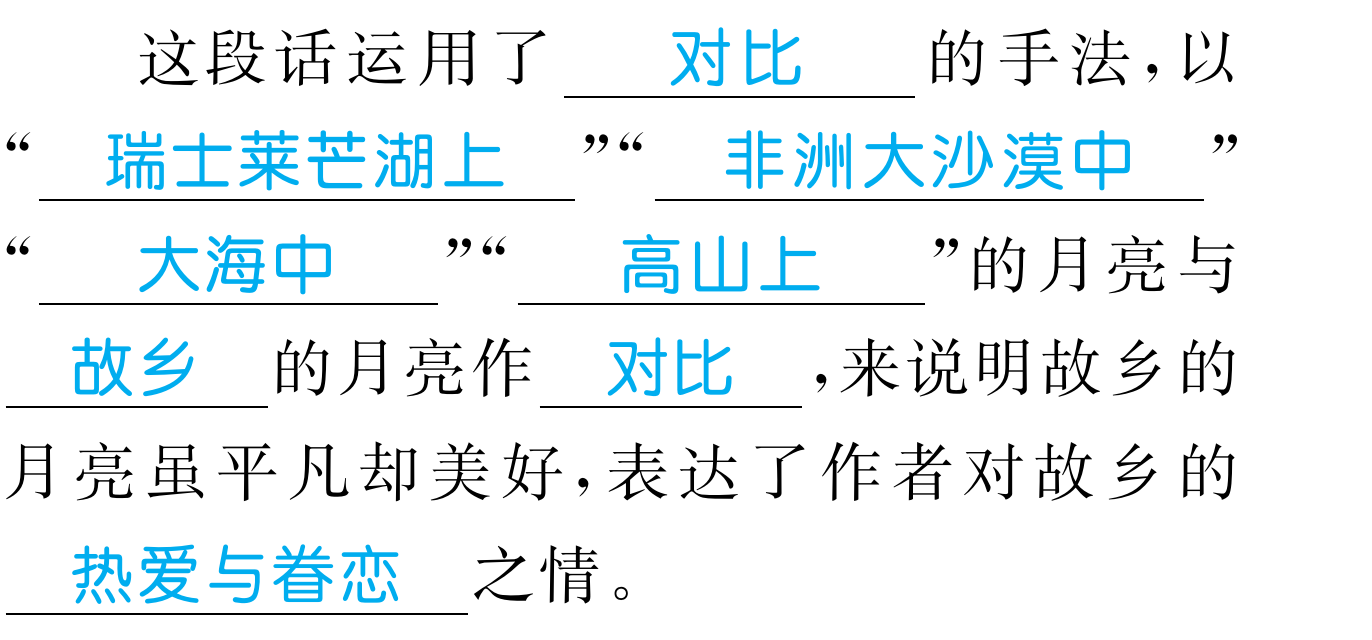 这段话运用了 对比 的手法,以
“ 瑞士莱芒湖上 ”“ 非洲大沙漠中 ”
“ 大海中 ”“ 高山上 ”的月亮与
故乡 的月亮作 对比 ,来说明故乡的
月亮虽平凡却美好,表达了作者对故乡的
热爱与眷恋 之情。